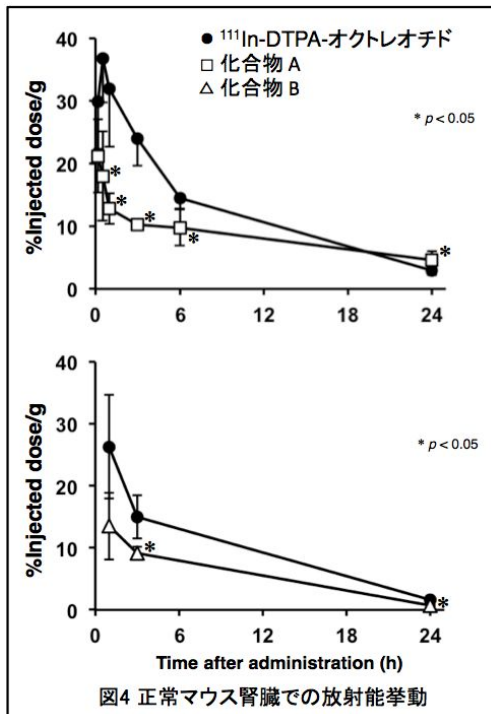 40
30
20
10
0
%Injected dose/g
● ¹¹¹In-DTPA-オクトレオチド
□ 化合物 A
△ 化合物 B
* p < 0.05
*
*
*
*
*
0 6 12 18 24
40
30
20
10
0
%Injected dose/g
* p < 0.05
*
*
0 6 12 18 24
Time after administration (h)
図4 正常マウス腎臓での放射能挙動